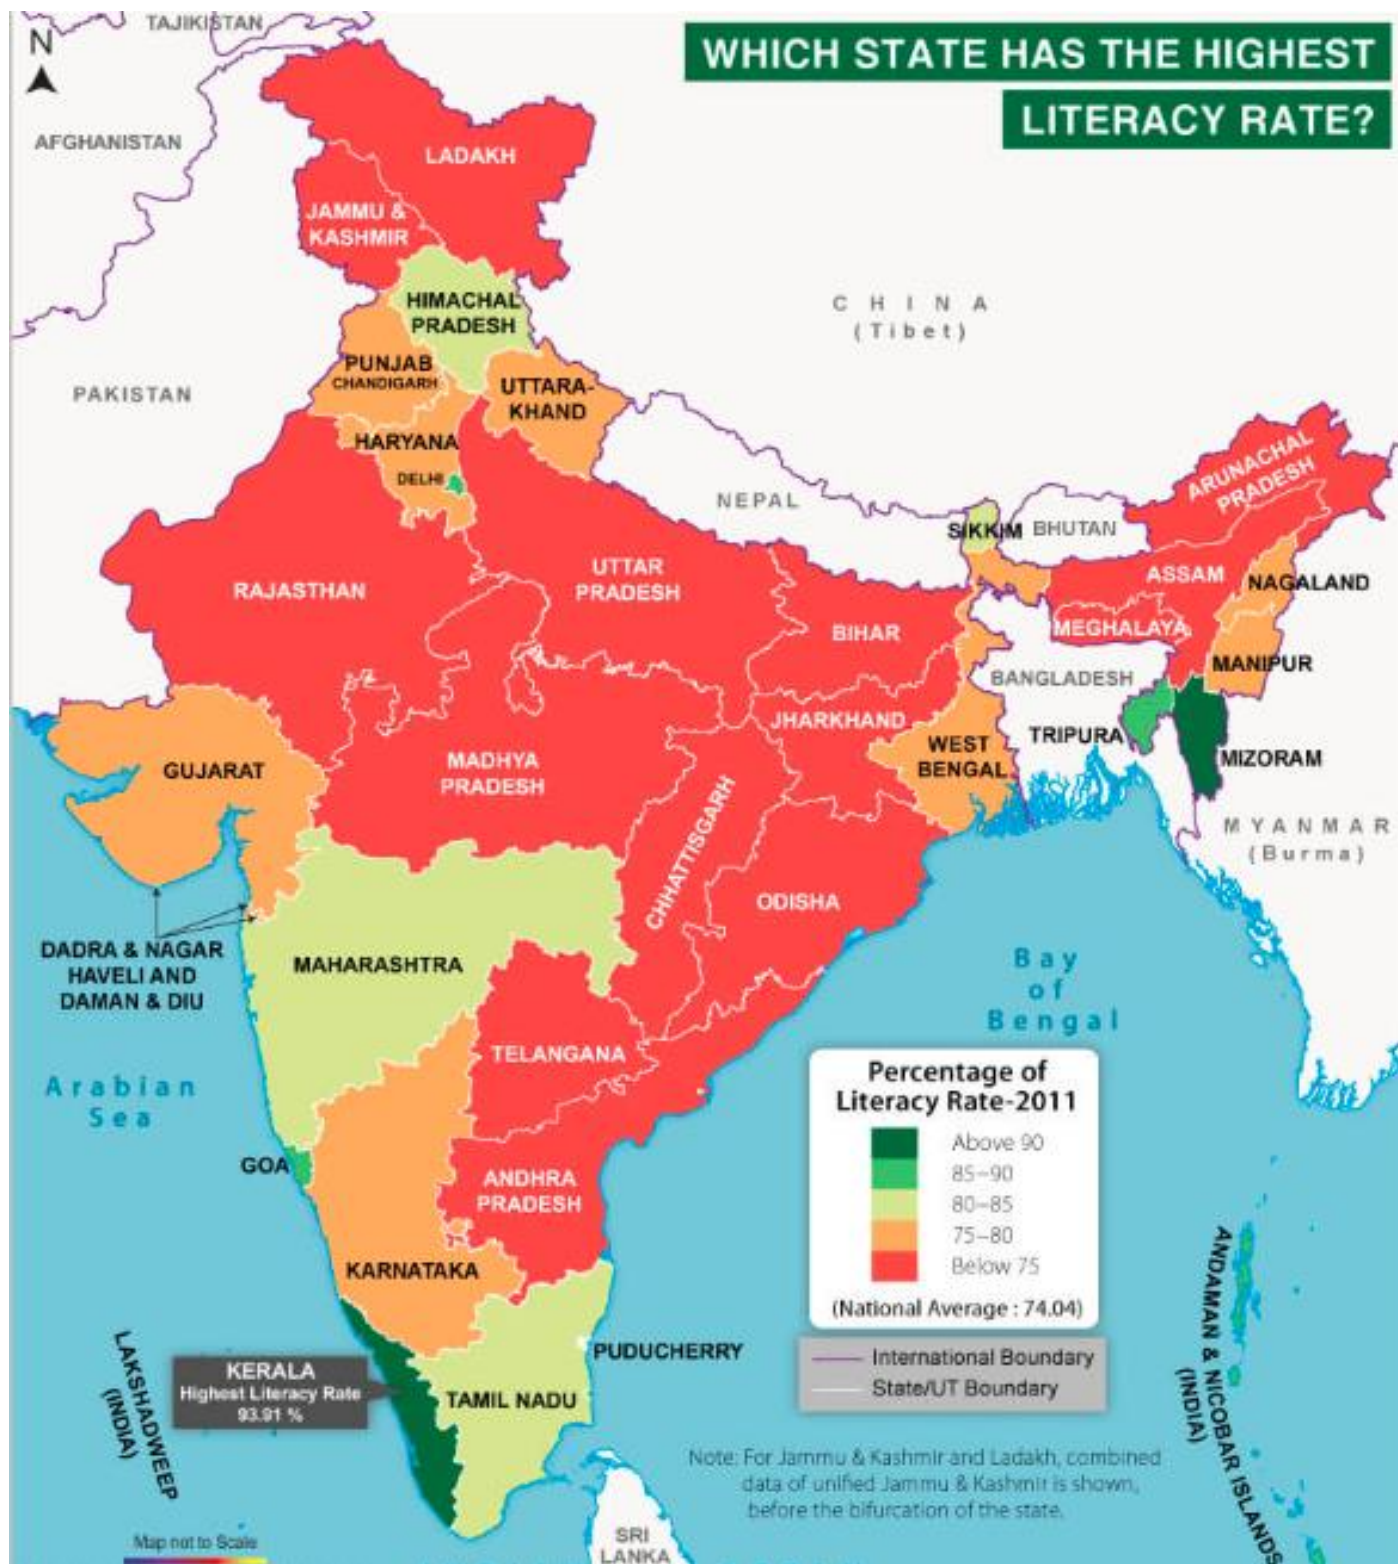 TAJIKISTAN
N
WHICH STATE HAS THE HIGHEST
LITERACY RATE?
AFGHANISTAN
LADAKH
JAMMU &
KASHMIR
HIMACHAL
PRADESH
CHINA
(Tibet)
PUNJAB
CHANDIGARH
UTTARA-
KHAND
PAKISTAN
HARYANA
DELHI
NEPAL
ARUNACHAL
PRADESH
SIKKIM
BHUTAN
RAJASTHAN
UTTAR
PRADESH
ASSAM
NAGALAND
BIHAR
MEGHALAYA
MANIPUR
BANGLADESH
JHARKHAND
TRIPURA
WEST
BENGAL
MIZORAM
GUJARAT
MADHYA
PRADESH
MYANMAR
(Burma)
CHHATTISGARH
ODISHA
DADRA & NAGAR
HAVELI AND
DAMAN & DIU
MAHARASHTRA
Bay
of
Bengal
TELANGANA
Arabian
Sea
Percentage of
Literacy Rate-2011
Above 90
85–90
80–85
75–80
Below 75
(National Average : 74.04)
GOA
ANDHRA
PRADESH
KARNATAKA
International Boundary
State/UT Boundary
PUDUCHERRY
LAKSHADWEEP
(INDIA)
KERALA
Highest Literacy Rate
93.91 %
TAMIL NADU
ANDAMAN & NICOBAR ISLANDS
(INDIA)
Note: For Jammu & Kashmir and Ladakh, combined
data of unified Jammu & Kashmir is shown,
before the bifurcation of the state.
SRI
LANKA
Map not to Scale